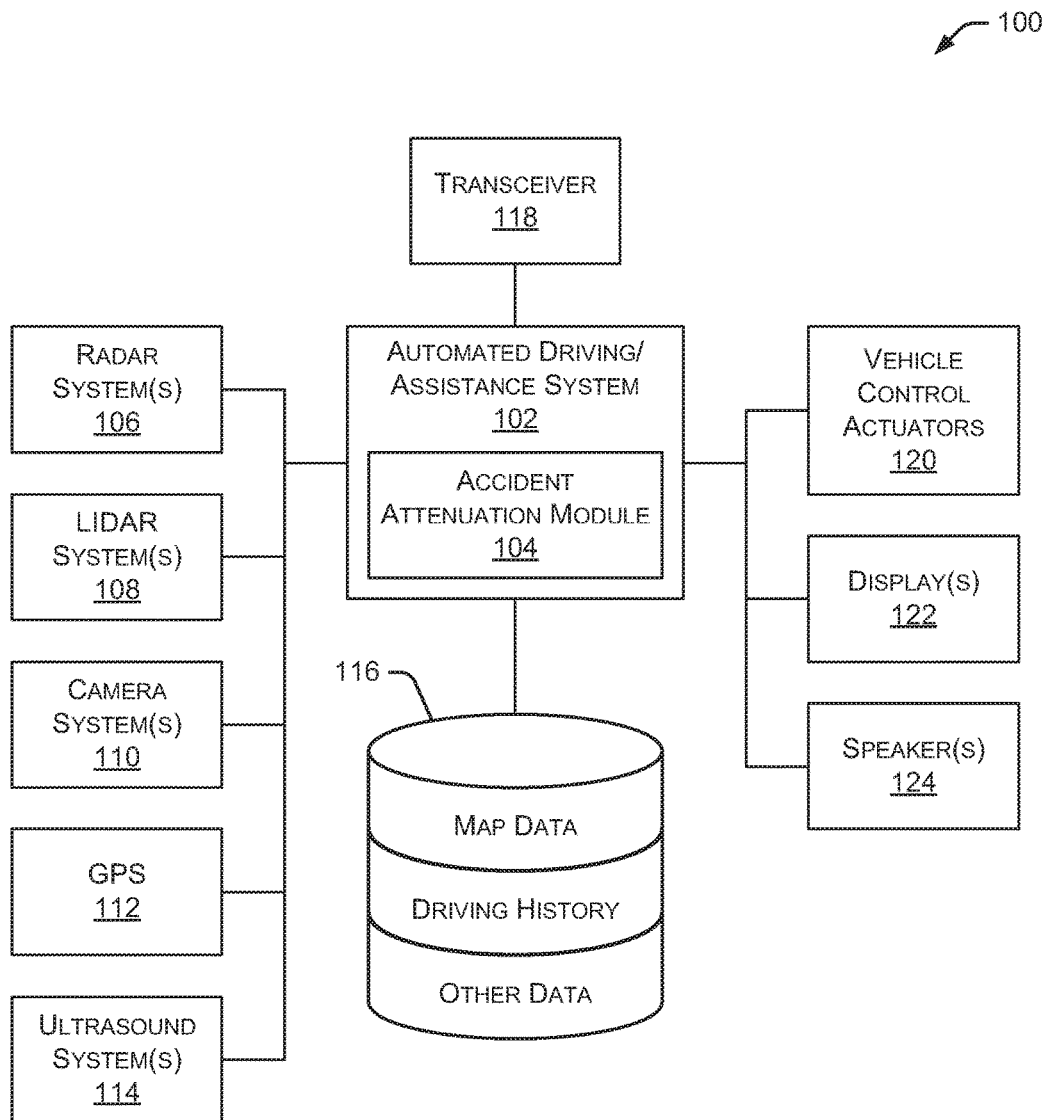 100
TRANSCEIVER
118
RADAR
SYSTEM(S)
106
LIDAR
SYSTEM(S)
108
CAMERA
SYSTEM(S)
110
GPS
112
ULTRASOUND
SYSTEM(S)
114
AUTOMATED DRIVING/
ASSISTANCE SYSTEM
102
ACCIDENT
ATTENUATION MODULE
104
116
MAP DATA
DRIVING HISTORY
OTHER DATA
VEHICLE
CONTROL
ACTUATORS
120
DISPLAY(S)
122
SPEAKER(S)
124